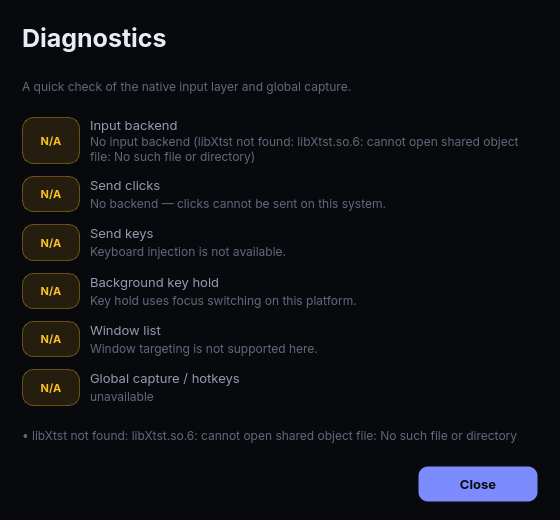 Diagnostics
A quick check of the native input layer and global capture.
N/A
Input backend
No input backend (libXtst not found: libXtst.so.6: cannot open shared object
file: No such file or directory)
N/A
Send clicks
No backend — clicks cannot be sent on this system.
N/A
Send keys
Keyboard injection is not available.
N/A
Background key hold
Key hold uses focus switching on this platform.
N/A
Window list
Window targeting is not supported here.
N/A
Global capture / hotkeys
unavailable
• libXtst not found: libXtst.so.6: cannot open shared object file: No such file or directory
Close